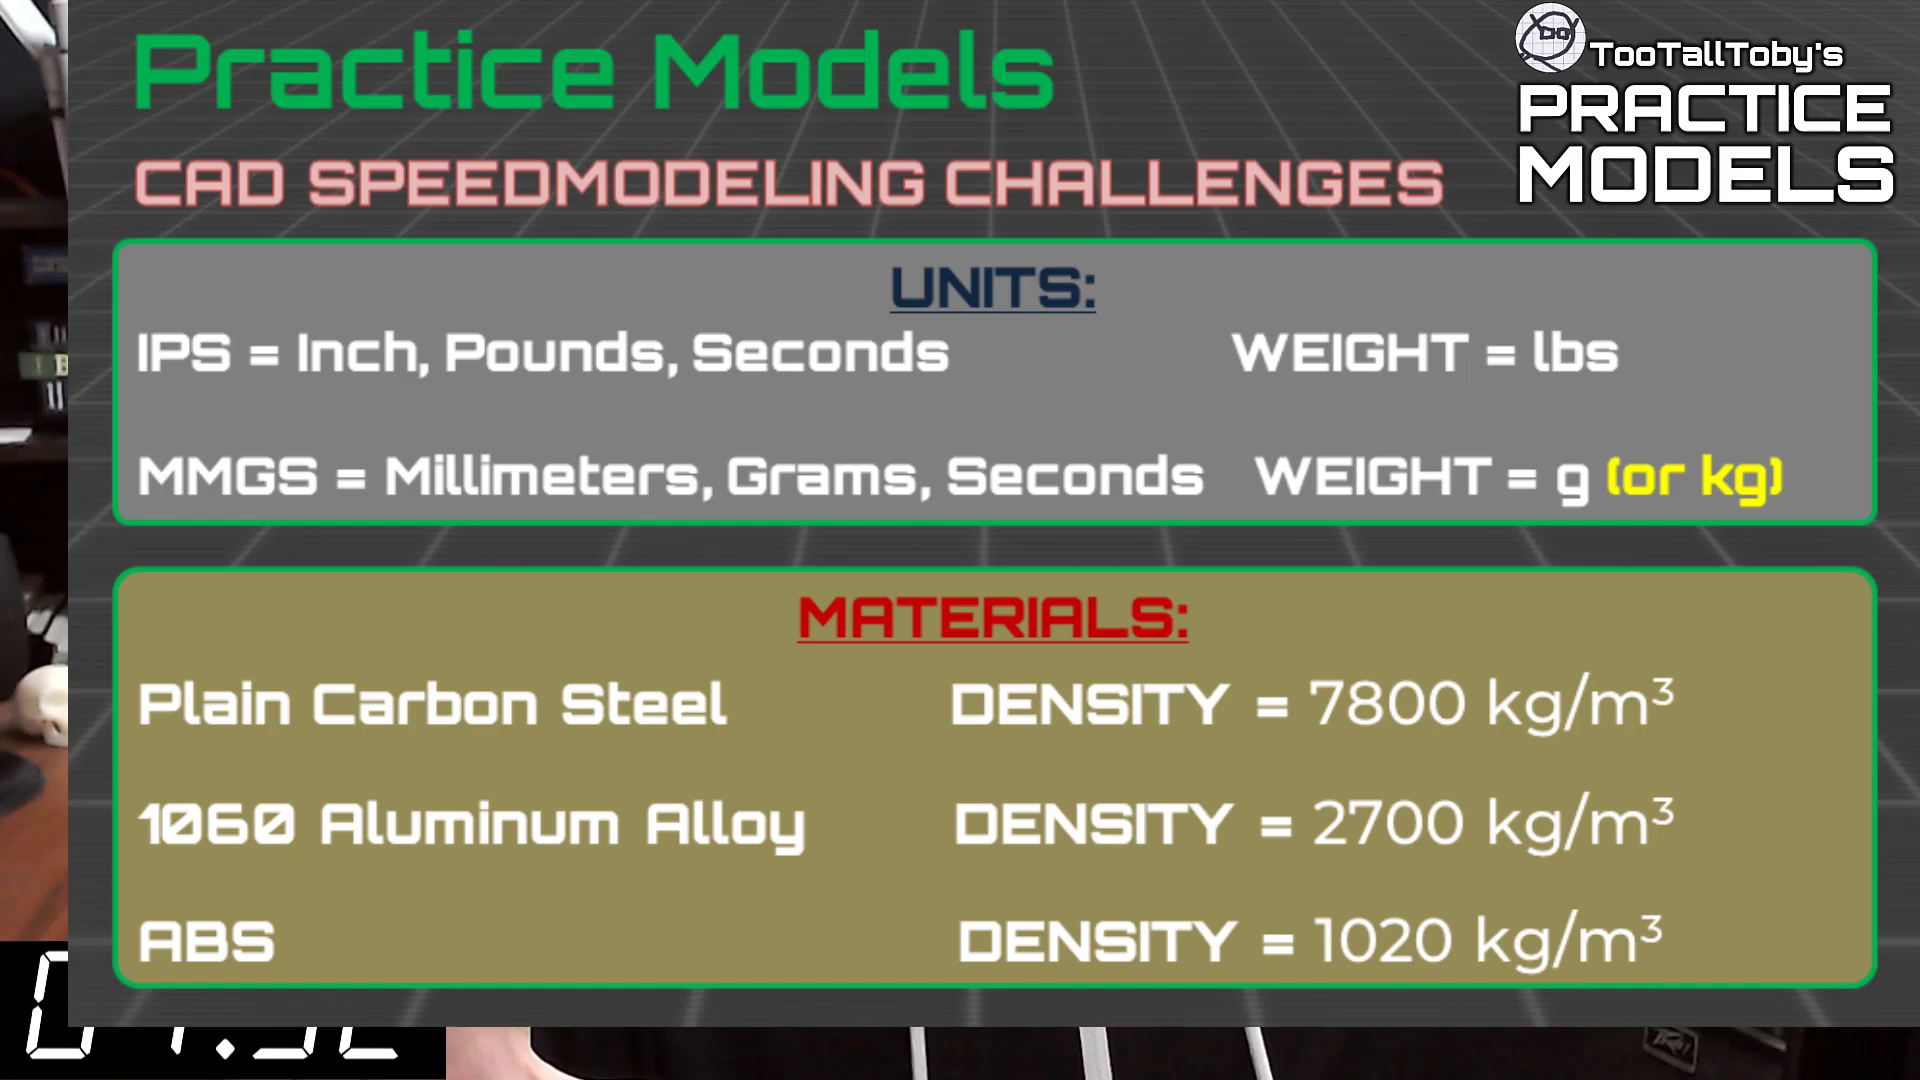 Practice Models
TooTallToby's
PRACTICE
MODELS
CAD SPEEDMODELING CHALLENGES
UNITS:
IPS = Inch, Pounds, Seconds WEIGHT = lbs
MMGS = Millimeters, Grams, Seconds WEIGHT = g (or kg)
MATERIALS:
Plain Carbon Steel DENSITY = 7800 kg/m³
1060 Aluminum Alloy DENSITY = 2700 kg/m³
ABS DENSITY = 1020 kg/m³